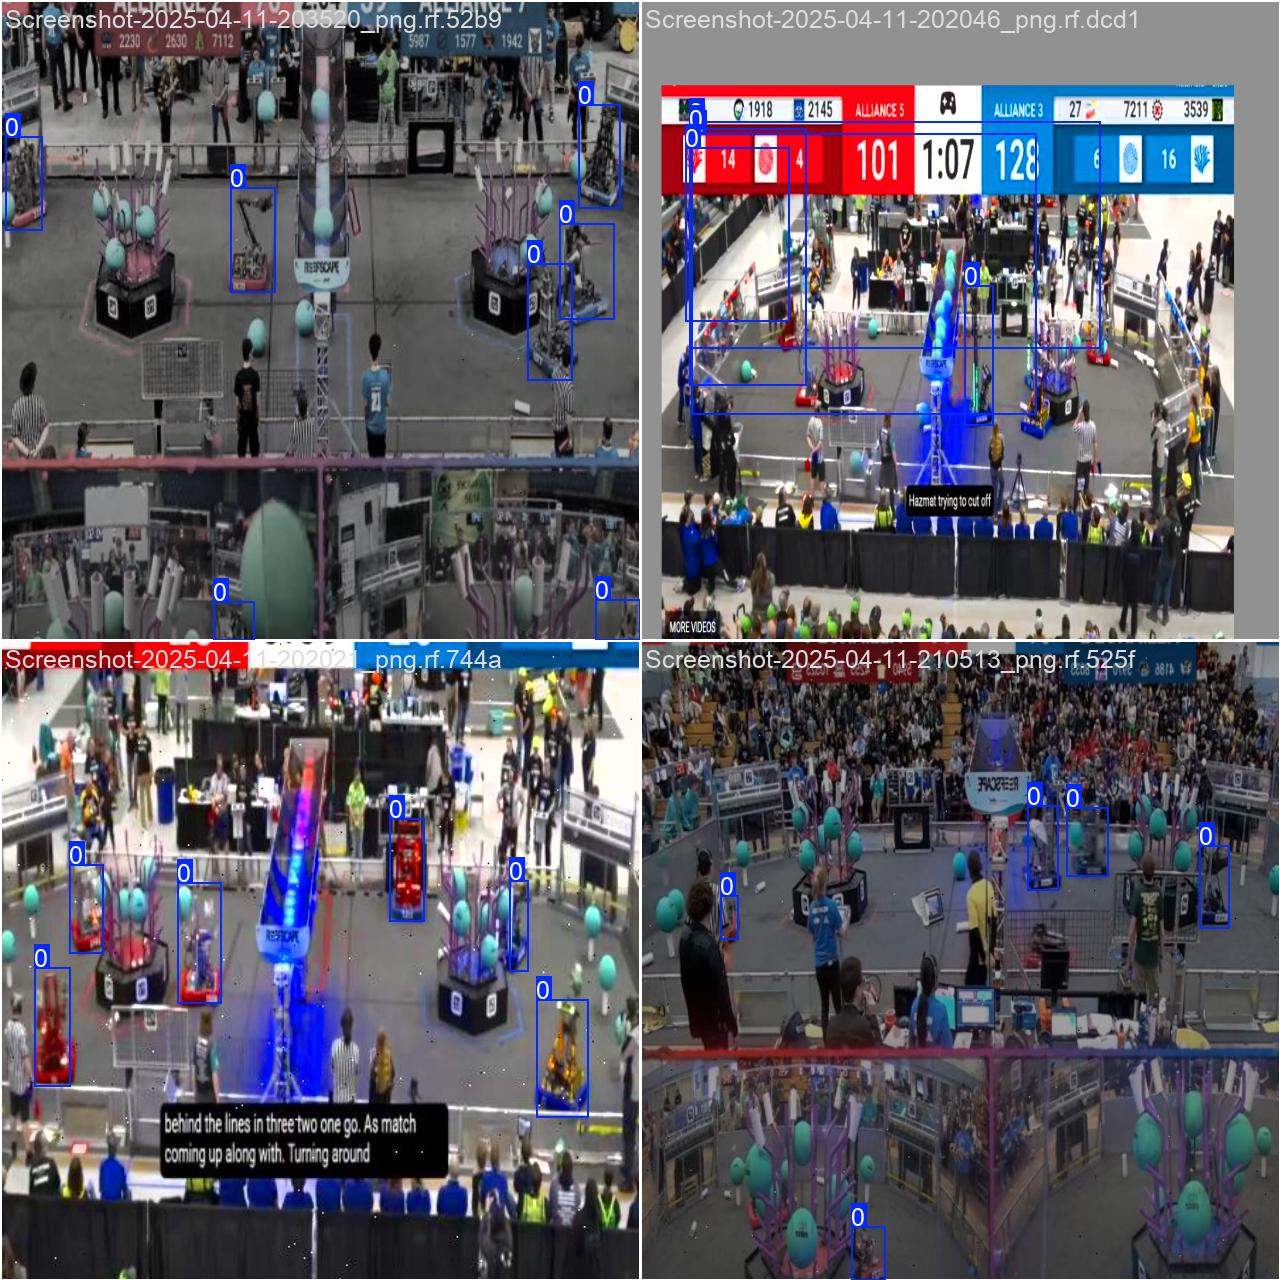 Screenshot-2025-04-11-203520_png.rf.52b9
2230 2630 7112
5987 1577 1942
0
0
0
0
0
REEFSCAPE
0
0
Screenshot-2025-04-11-202046_png.rf.dcd1
1918 2145 ALLIANCE 5
ALLIANCE 3 27 7211 3539
0
0
0
14 4 101 1:07 128 6 16
0
REEFSCAPE
Hazmat trying to cut off
MORE VIDEOS
Screenshot-2025-04-11-202021_png.rf.744a
0
0
0
0
REEFSCAPE
0
0
behind the lines in three two one go. As match
coming up along with. Turning around
Screenshot-2025-04-11-210513_png.rf.525f
REEFSCAPE
0
0
0
0
0